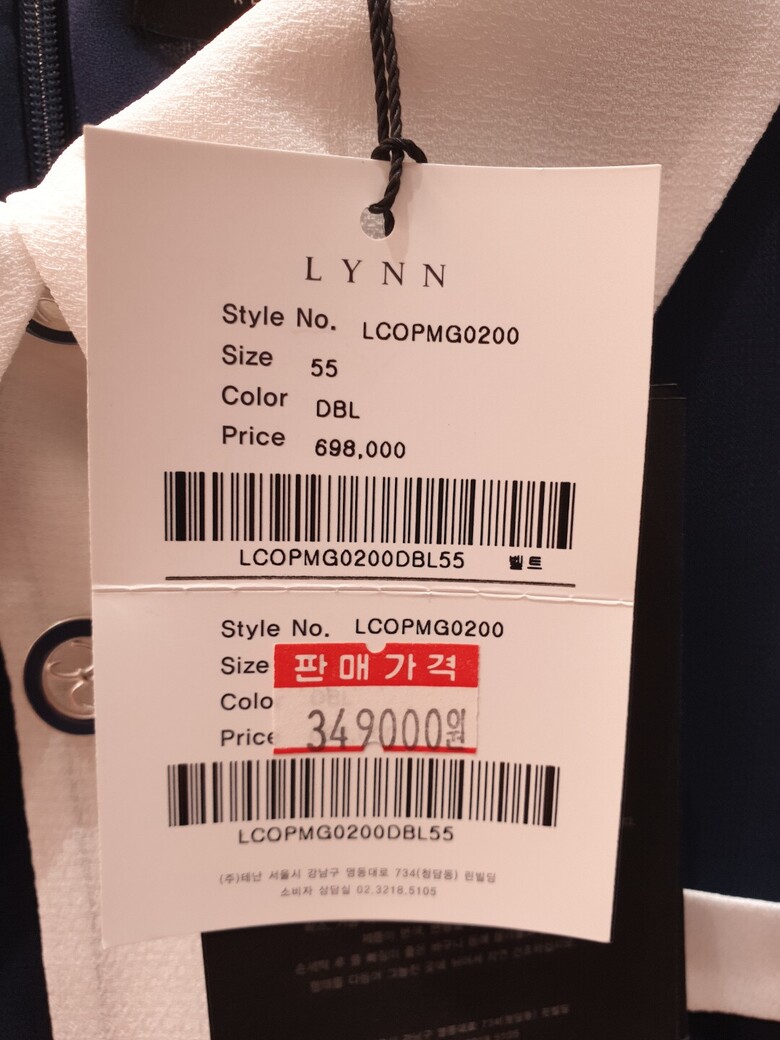 LYNN
Style No. LCOPMG0200
Size 55
Color DBL
Price 698,000
LCOPMG0200DBL55 벨트
Style No. LCOPMG0200
Size 판매가격
Colo DBL
Price 349000원
LCOPMG0200DBL55
(주)테난 서울시 강남구 영동대로 734(청담동) 린빌딩
소비자 상담실 02.3218.5105